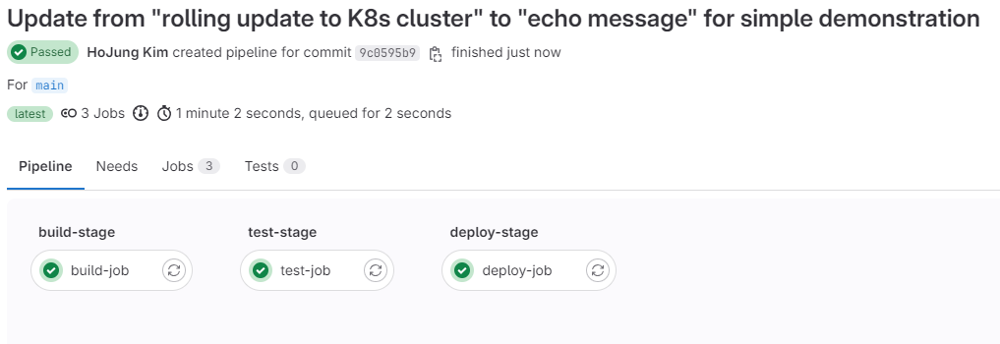 Update from "rolling update to K8s cluster" to "echo message" for simple demonstration
Passed HoJung Kim created pipeline for commit 9c0595b9 finished just now
For main
latest 3 Jobs 1 minute 2 seconds, queued for 2 seconds
Pipeline Needs Jobs 3 Tests 0
build-stage test-stage deploy-stage
build-job test-job deploy-job